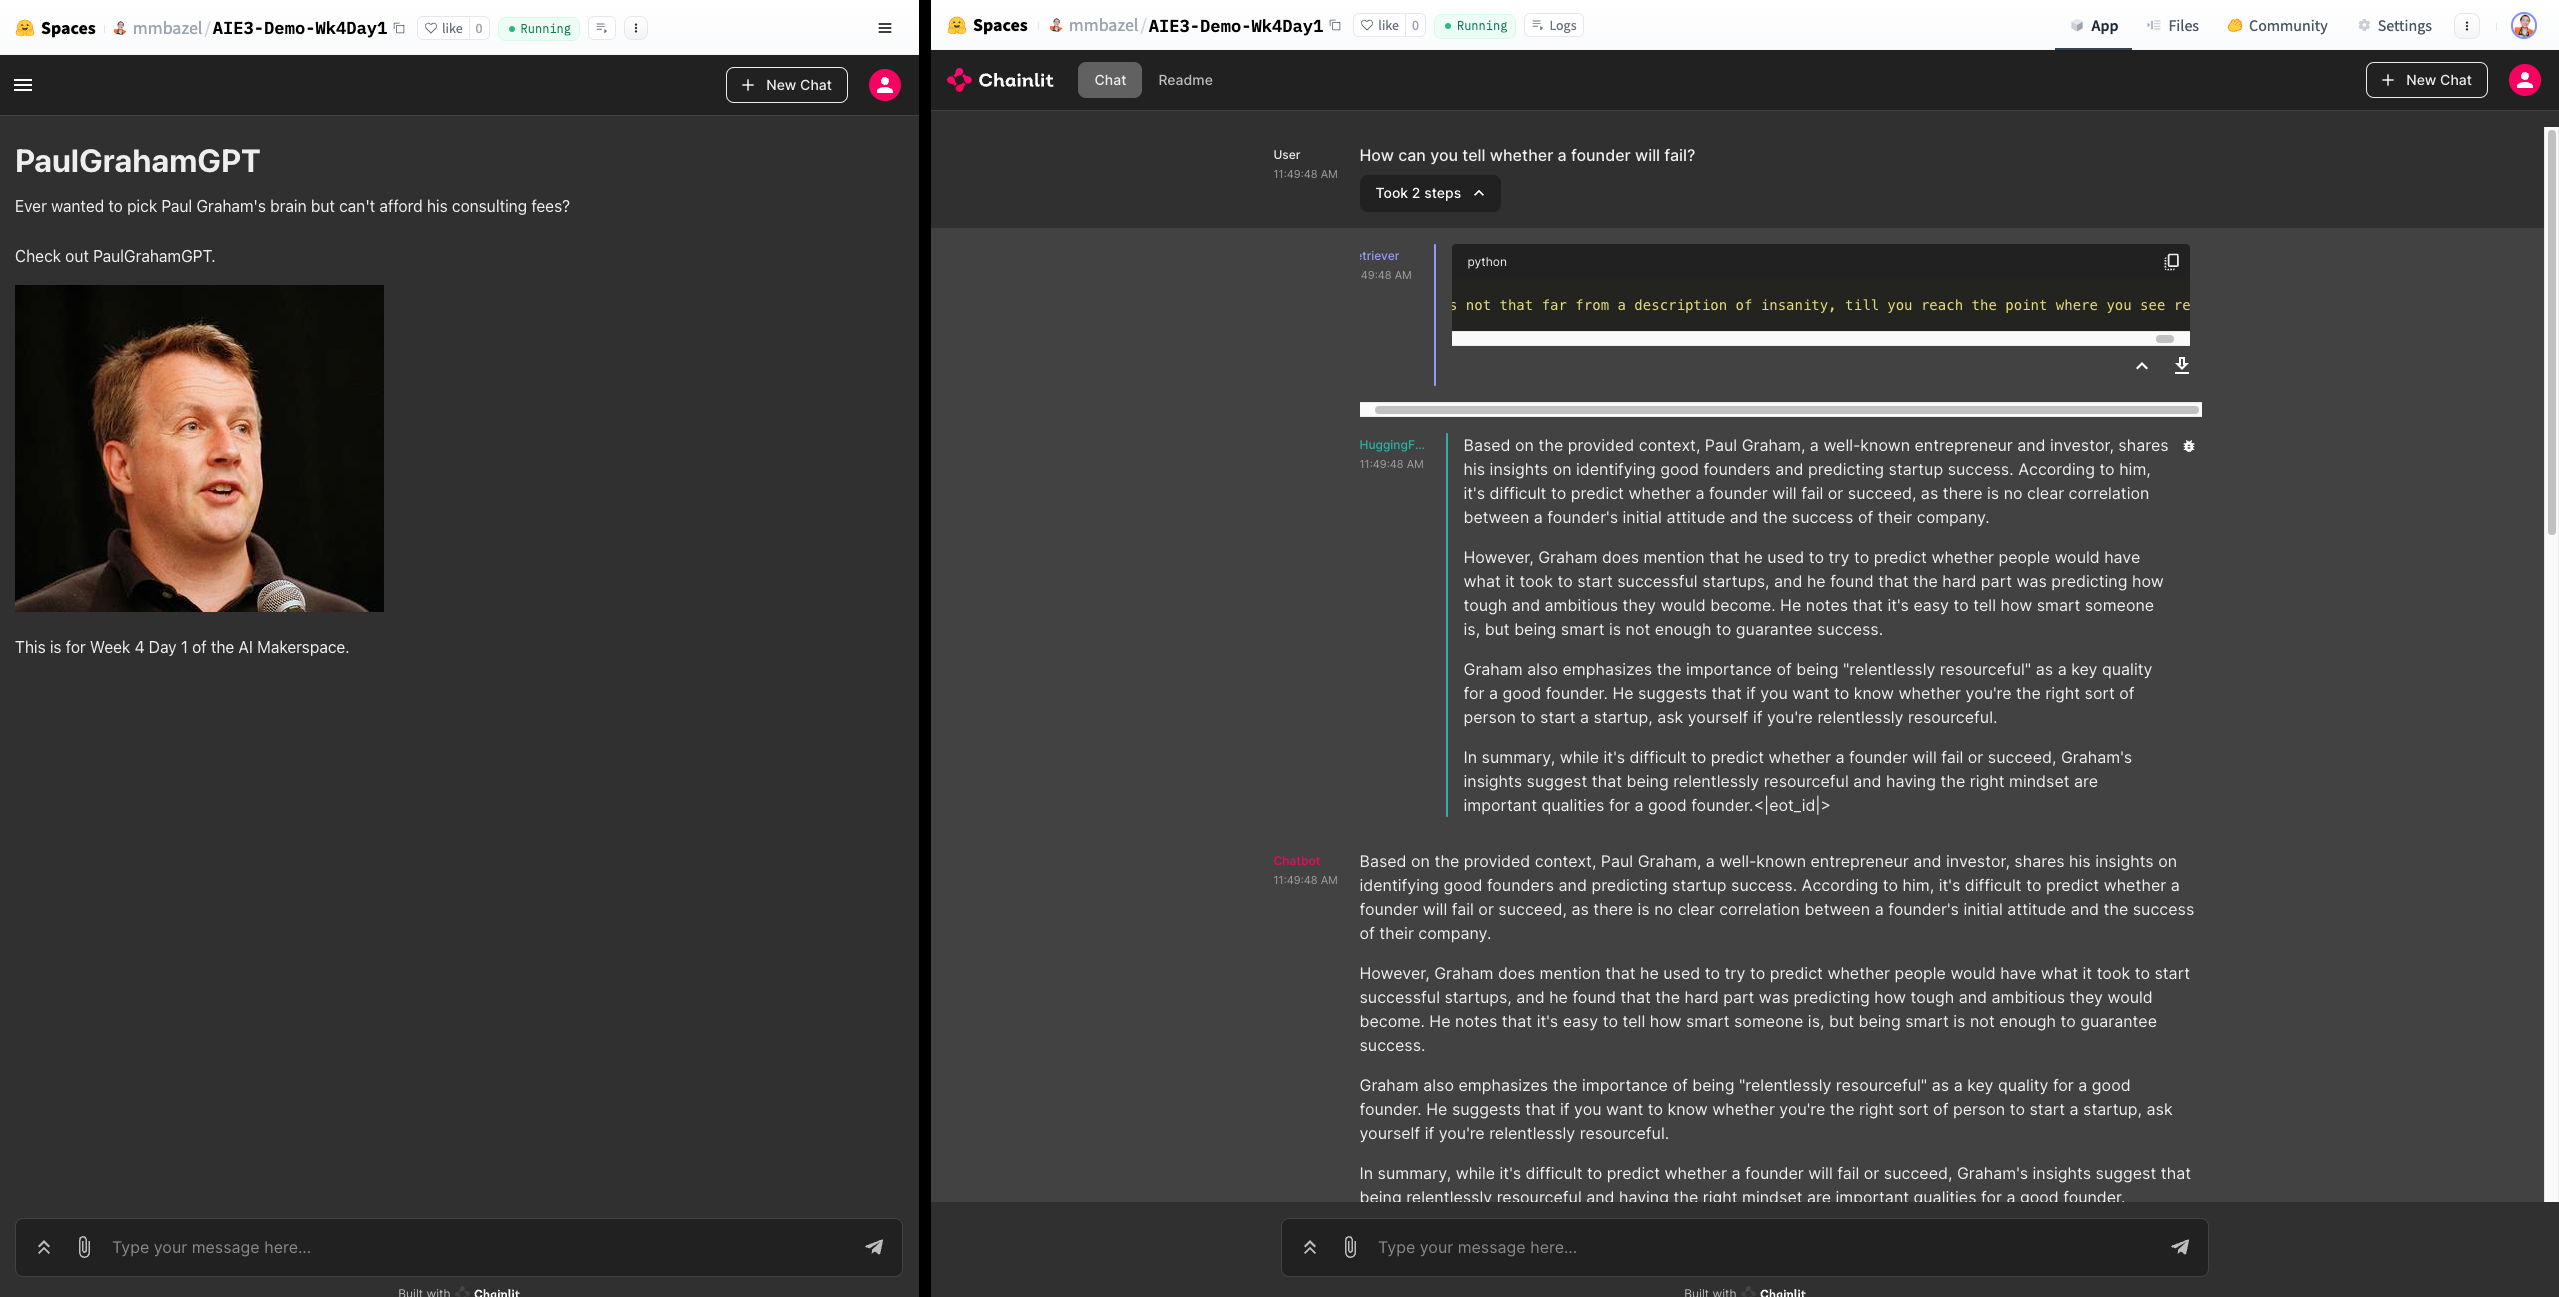 Spaces mmbazel/AIE3-Demo-Wk4Day1 like 0 Running
New Chat
PaulGrahamGPT
Ever wanted to pick Paul Graham's brain but can't afford his consulting fees?
Check out PaulGrahamGPT.
This is for Week 4 Day 1 of the AI Makerspace.
Type your message here...
Built with Chainlit
Spaces mmbazel/AIE3-Demo-Wk4Day1 like 0 Running Logs App Files Community Settings
Chainlit Chat Readme New Chat
User How can you tell whether a founder will fail?
11:49:48 AM
Took 2 steps
etriever python
49:48 AM
s not that far from a description of insanity, till you reach the point where you see re
HuggingF... Based on the provided context, Paul Graham, a well-known entrepreneur and investor, shares
11:49:48 AM his insights on identifying good founders and predicting startup success. According to him,
it's difficult to predict whether a founder will fail or succeed, as there is no clear correlation
between a founder's initial attitude and the success of their company.
However, Graham does mention that he used to try to predict whether people would have
what it took to start successful startups, and he found that the hard part was predicting how
tough and ambitious they would become. He notes that it's easy to tell how smart someone
is, but being smart is not enough to guarantee success.
Graham also emphasizes the importance of being "relentlessly resourceful" as a key quality
for a good founder. He suggests that if you want to know whether you're the right sort of
person to start a startup, ask yourself if you're relentlessly resourceful.
In summary, while it's difficult to predict whether a founder will fail or succeed, Graham's
insights suggest that being relentlessly resourceful and having the right mindset are
important qualities for a good founder.<|eot_id|>
Chatbot Based on the provided context, Paul Graham, a well-known entrepreneur and investor, shares his insights on
11:49:48 AM identifying good founders and predicting startup success. According to him, it's difficult to predict whether a
founder will fail or succeed, as there is no clear correlation between a founder's initial attitude and the success
of their company.
However, Graham does mention that he used to try to predict whether people would have what it took to start
successful startups, and he found that the hard part was predicting how tough and ambitious they would
become. He notes that it's easy to tell how smart someone is, but being smart is not enough to guarantee
success.
Graham also emphasizes the importance of being "relentlessly resourceful" as a key quality for a good
founder. He suggests that if you want to know whether you're the right sort of person to start a startup, ask
yourself if you're relentlessly resourceful.
In summary, while it's difficult to predict whether a founder will fail or succeed, Graham's insights suggest that
being relentlessly resourceful and having the right mindset are important qualities for a good founder.
Type your message here...
Built with Chainlit